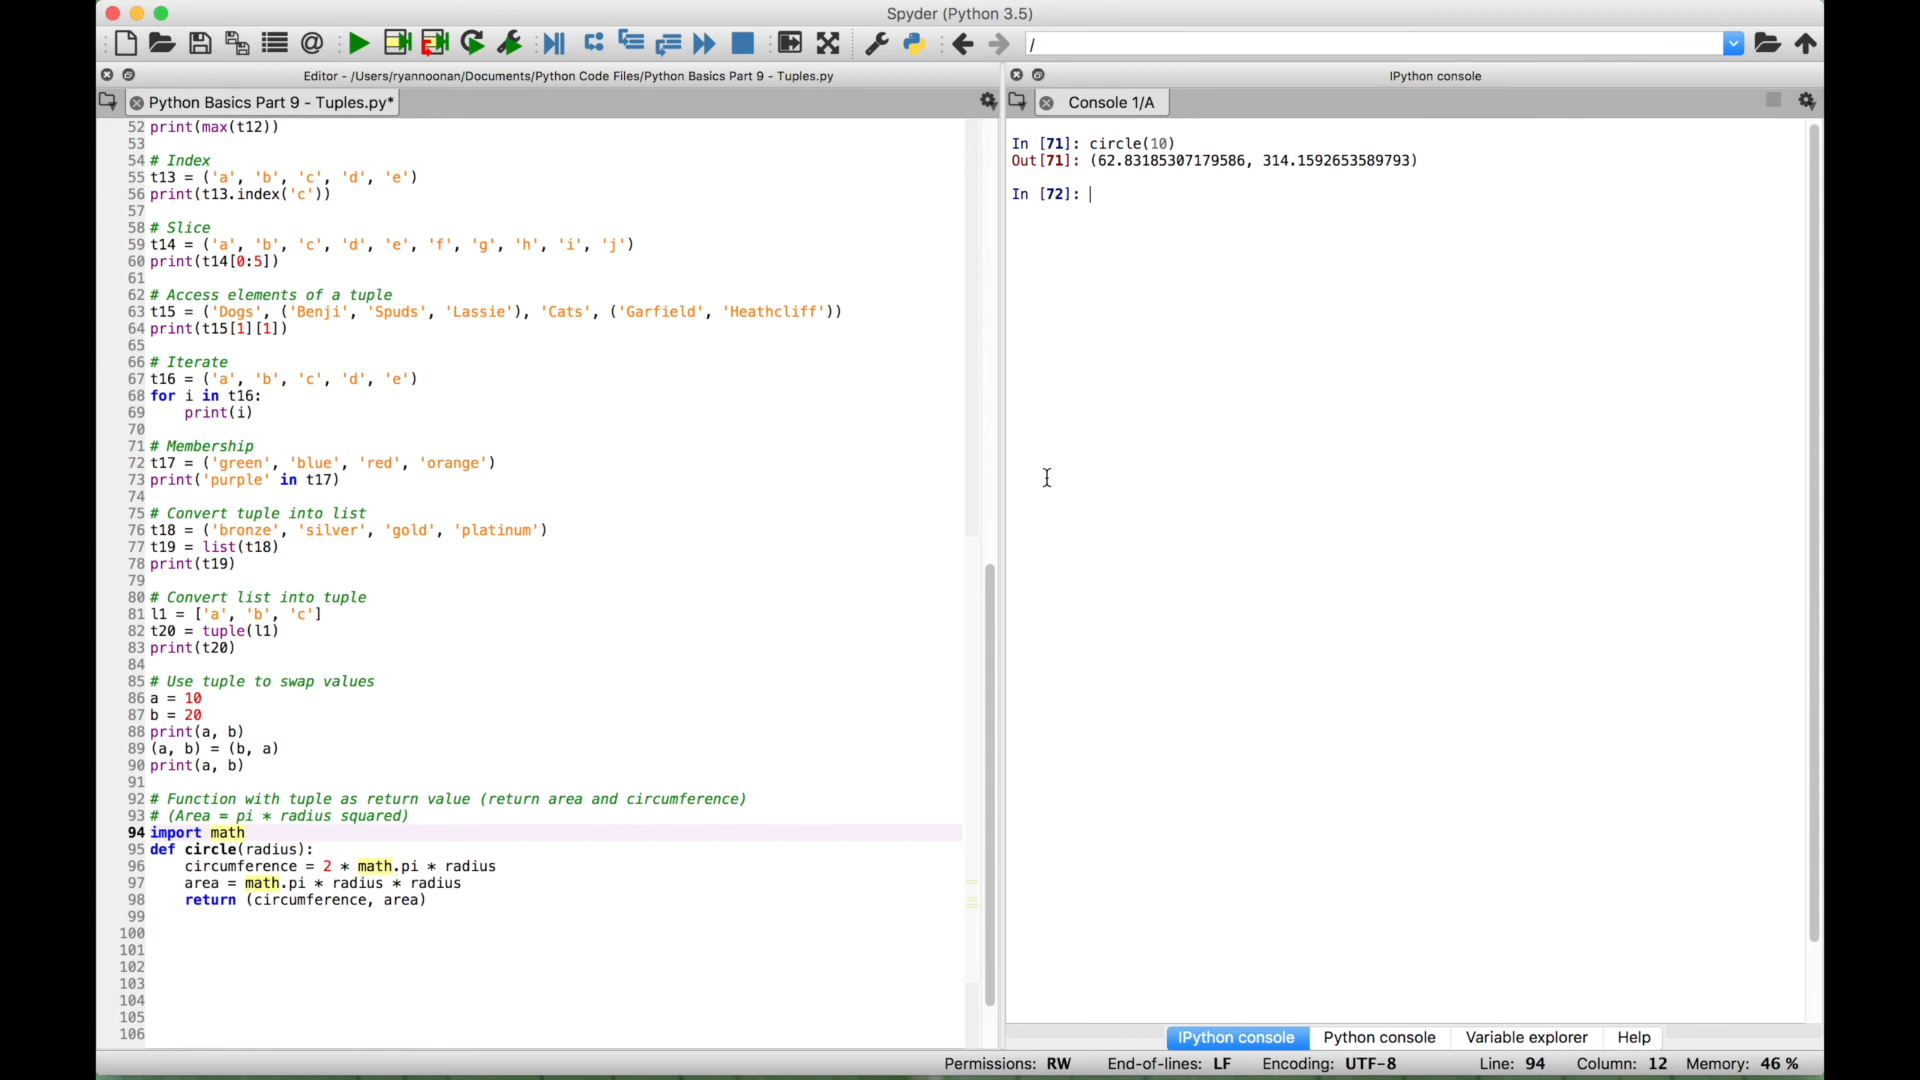 Spyder (Python 3.5)
/
Editor - /Users/ryannoonan/Documents/Python Code Files/Python Basics Part 9 - Tuples.py
Python Basics Part 9 - Tuples.py*
52 print(max(t12))
53
54 # Index
55 t13 = ('a', 'b', 'c', 'd', 'e')
56 print(t13.index('c'))
57
58 # Slice
59 t14 = ('a', 'b', 'c', 'd', 'e', 'f', 'g', 'h', 'i', 'j')
60 print(t14[0:5])
61
62 # Access elements of a tuple
63 t15 = ('Dogs', ('Benji', 'Spuds', 'Lassie'), 'Cats', ('Garfield', 'Heathcliff'))
64 print(t15[1][1])
65
66 # Iterate
67 t16 = ('a', 'b', 'c', 'd', 'e')
68 for i in t16:
69     print(i)
70
71 # Membership
72 t17 = ('green', 'blue', 'red', 'orange')
73 print('purple' in t17)
74
75 # Convert tuple into list
76 t18 = ('bronze', 'silver', 'gold', 'platinum')
77 t19 = list(t18)
78 print(t19)
79
80 # Convert list into tuple
81 l1 = ['a', 'b', 'c']
82 t20 = tuple(l1)
83 print(t20)
84
85 # Use tuple to swap values
86 a = 10
87 b = 20
88 print(a, b)
89 (a, b) = (b, a)
90 print(a, b)
91
92 # Function with tuple as return value (return area and circumference)
93 # (Area = pi * radius squared)
94 import math
95 def circle(radius):
96     circumference = 2 * math.pi * radius
97     area = math.pi * radius * radius
98     return (circumference, area)
99
100
101
102
103
104
105
106
IPython console
Console 1/A
In [71]: circle(10)
Out[71]: (62.83185307179586, 314.1592653589793)
In [72]:
IPython console Python console Variable explorer Help
Permissions: RW End-of-lines: LF Encoding: UTF-8 Line: 94 Column: 12 Memory: 46 %